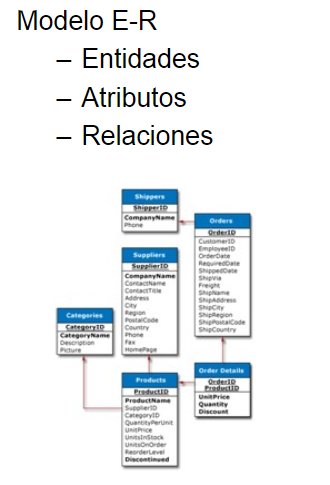 Modelo E-R
– Entidades
– Atributos
– Relaciones
Shippers
ShipperID
CompanyName
Phone
Orders
OrderID
CustomerID
EmployeeID
OrderDate
RequiredDate
ShippedDate
ShipVia
Freight
ShipName
ShipAddress
ShipCity
ShipRegion
ShipPostalCode
ShipCountry
Suppliers
SupplierID
CompanyName
ContactName
ContactTitle
Address
City
Region
PostalCode
Country
Phone
Fax
HomePage
Categories
CategoryID
CategoryName
Description
Picture
Products
ProductID
ProductName
SupplierID
CategoryID
QuantityPerUnit
UnitPrice
UnitsInStock
UnitsOnOrder
ReorderLevel
Discontinued
Order Details
OrderID
ProductID
UnitPrice
Quantity
Discount